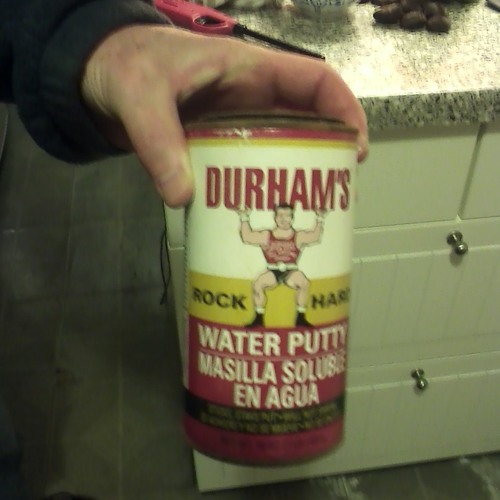 DURHAM'S
ROCK HARD
WATER PUTTY
MASILLA SOLUBLE
EN AGUA